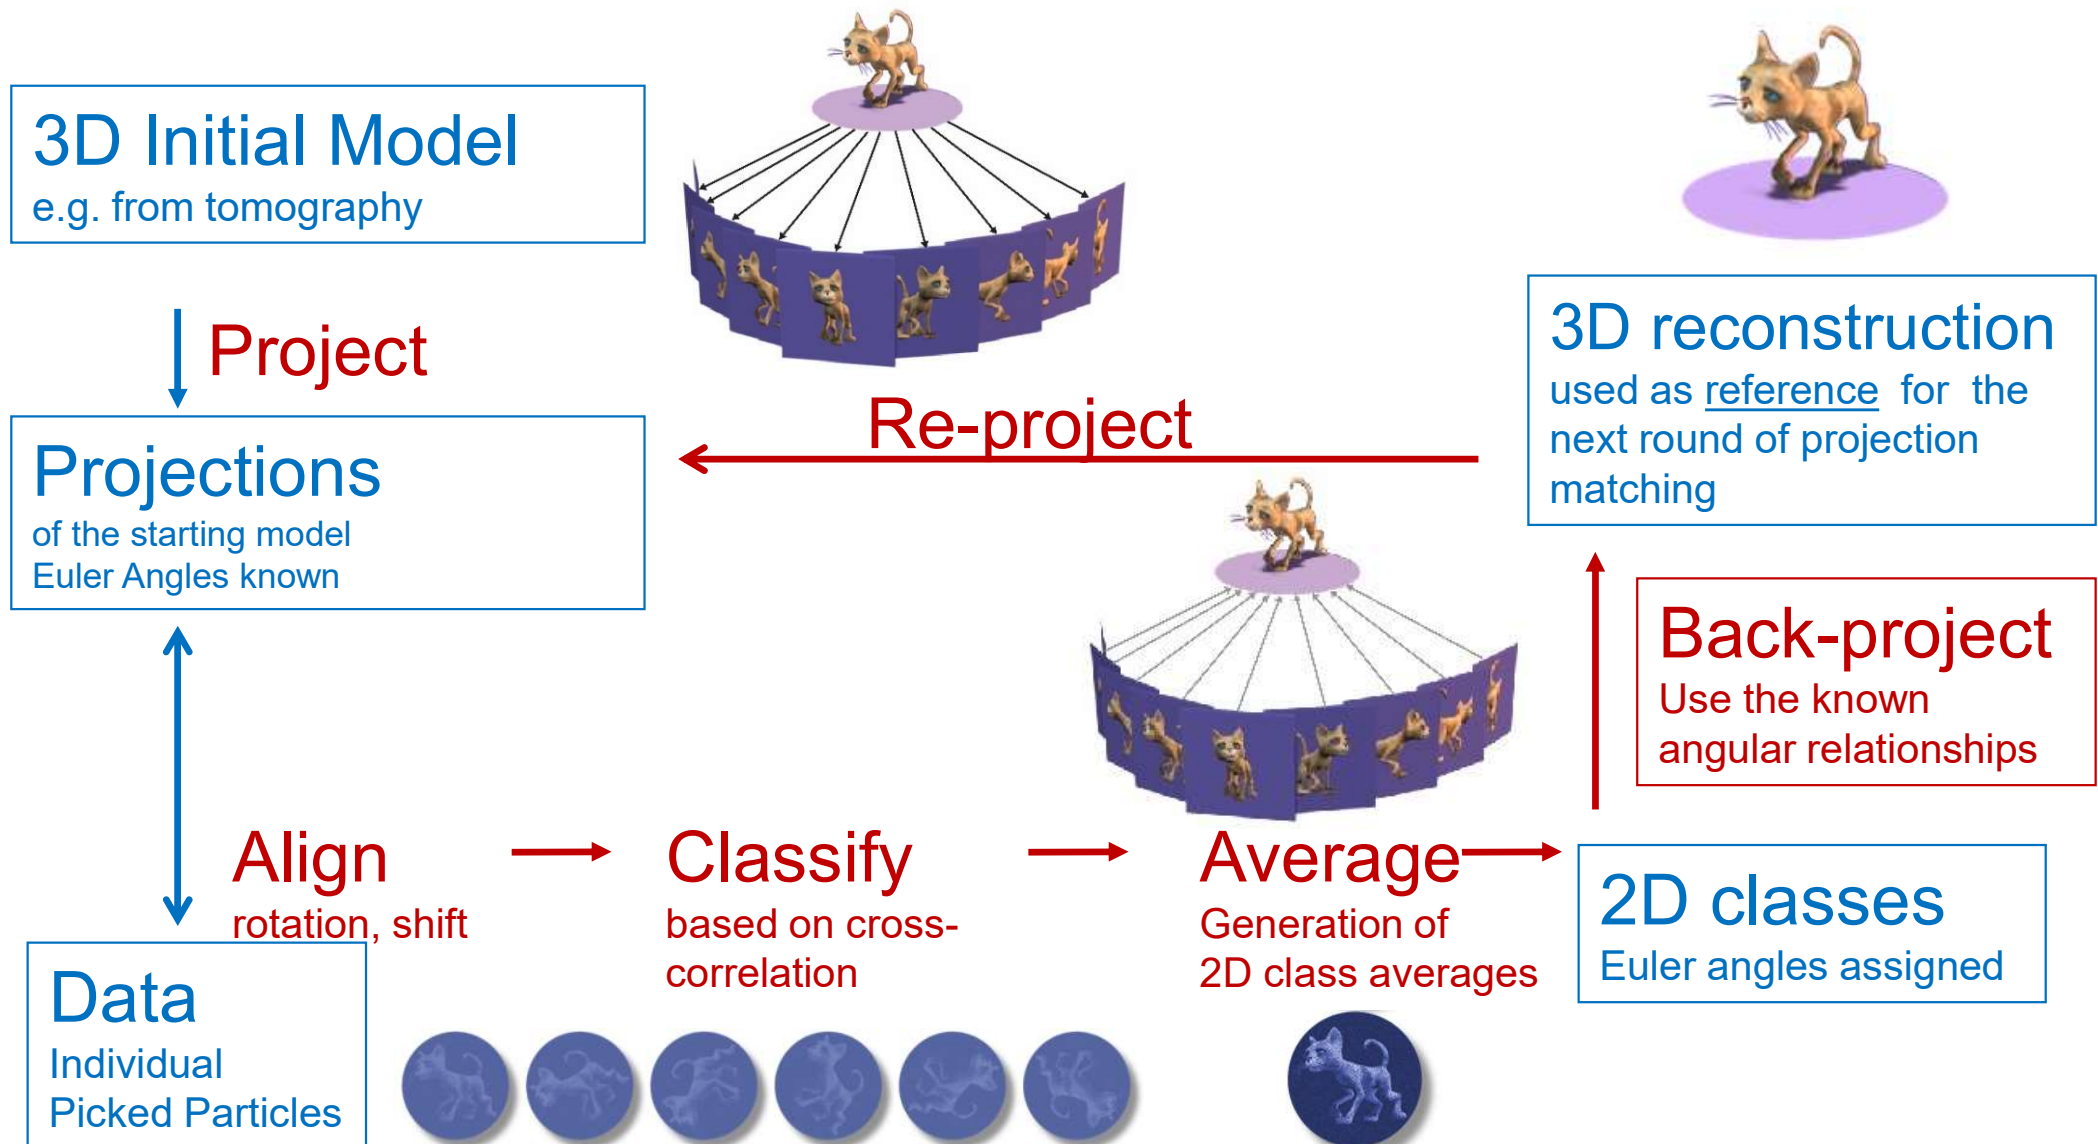 3D Initial Model
e.g. from tomography
Project
Projections
of the starting model
Euler Angles known
Re-project
3D reconstruction
used as reference for the
next round of projection
matching
Back-project
Use the known
angular relationships
Align
rotation, shift
Classify
based on cross-
correlation
Average
Generation of
2D class averages
2D classes
Euler angles assigned
Data
Individual
Picked Particles